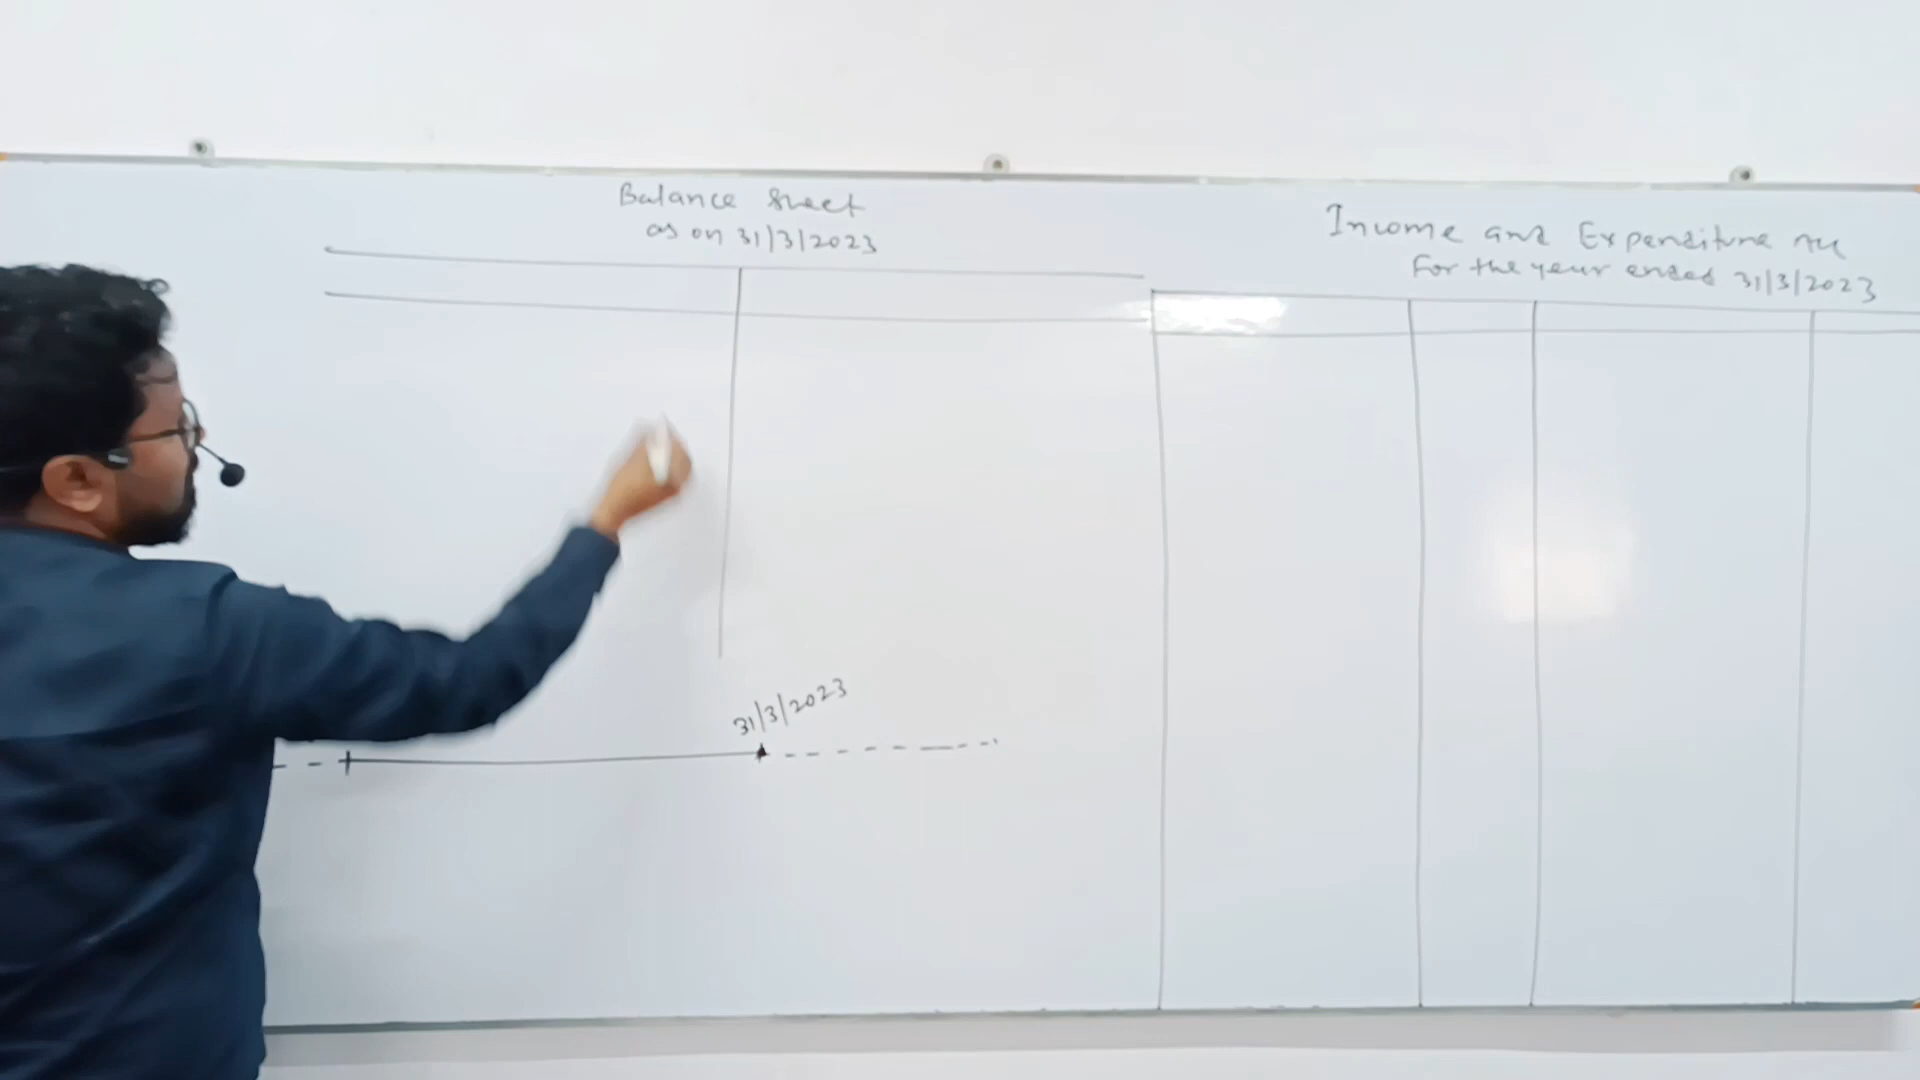 Balance Sheet
as on 31/3/2023
Income and Expenditure A/c
For the year ended 31/3/2023
31/3/2023